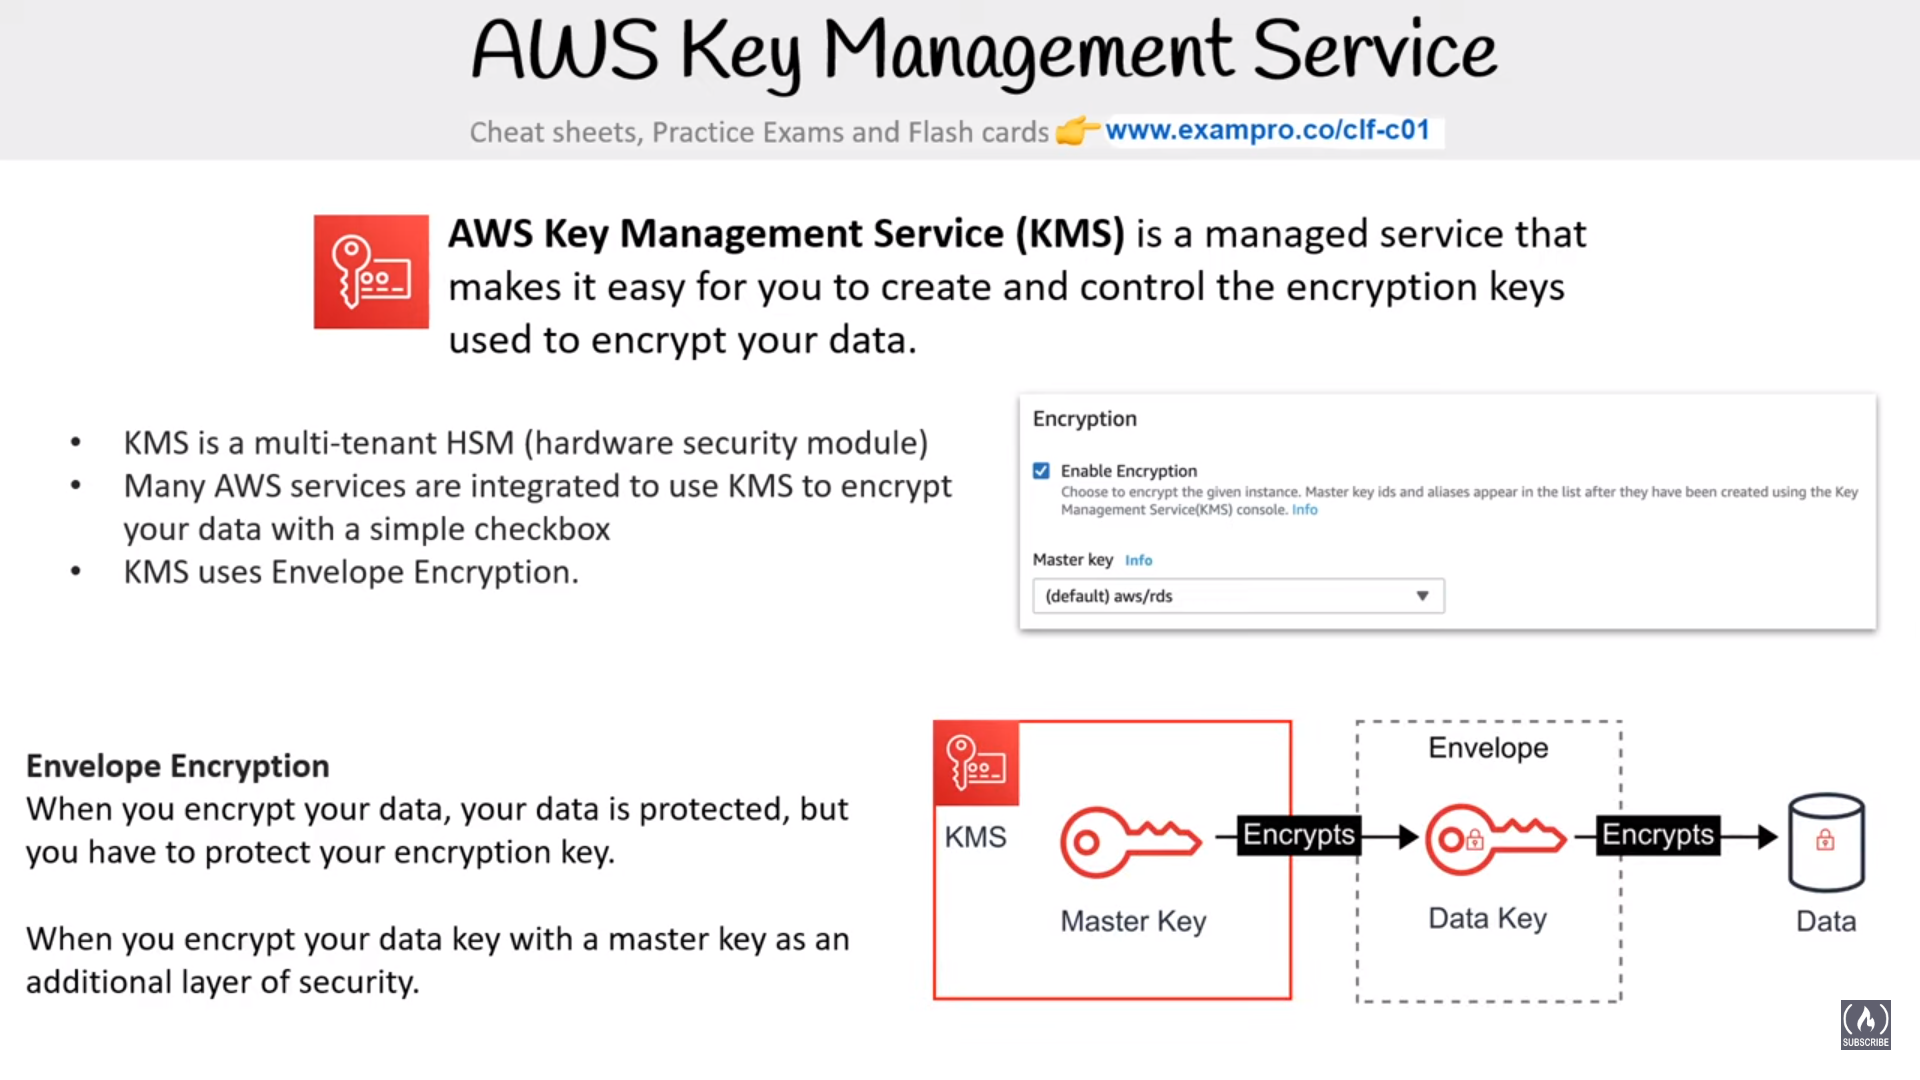 AWS Key Management Service
Cheat sheets, Practice Exams and Flash cards 👉 www.exampro.co/clf-c01
AWS Key Management Service (KMS) is a managed service that
makes it easy for you to create and control the encryption keys
used to encrypt your data.
• KMS is a multi-tenant HSM (hardware security module)
• Many AWS services are integrated to use KMS to encrypt
your data with a simple checkbox
• KMS uses Envelope Encryption.
Encryption
Enable Encryption
Choose to encrypt the given instance. Master key ids and aliases appear in the list after they have been created using the Key
Management Service(KMS) console. Info
Master key Info
(default) aws/rds
Envelope Encryption
When you encrypt your data, your data is protected, but
you have to protect your encryption key.
When you encrypt your data key with a master key as an
additional layer of security.
KMS
Master Key
Encrypts
Envelope
Data Key
Encrypts
Data
SUBSCRIBE